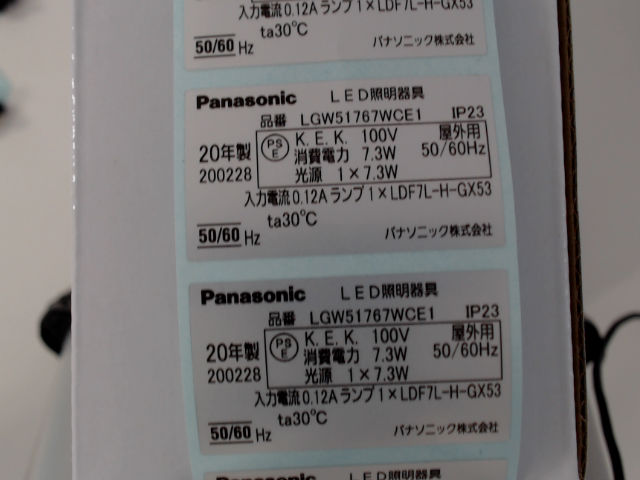 入力電流0.12A ランプ1×LDF7L-H-GX53
ta30℃
50/60 Hz
パナソニック株式会社
Panasonic LED照明器具
品番 LGW51767WCE1 IP23
PSE K.E.K. 100V 屋外用
20年製 消費電力 7.3W 50/60Hz
200228 光源 1×7.3W
入力電流0.12A ランプ1×LDF7L-H-GX53
ta30℃
50/60 Hz パナソニック株式会社
Panasonic LED照明器具
品番 LGW51767WCE1 IP23
PSE K.E.K. 100V 屋外用
20年製 消費電力 7.3W 50/60Hz
200228 光源 1×7.3W
入力電流0.12A ランプ1×LDF7L-H-GX53
ta30℃
50/60 Hz パナソニック株式会社
Panasonic LED照明器具